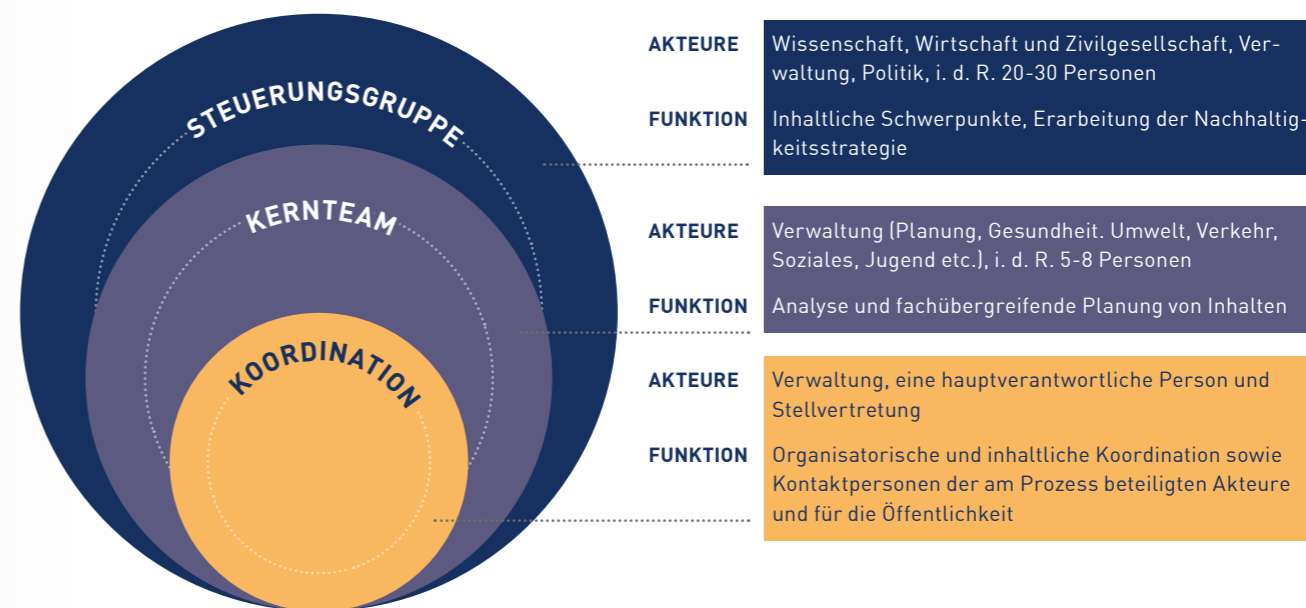 STEUERUNGSGRUPPE
AKTEURE
Wissenschaft, Wirtschaft und Zivilgesellschaft, Ver-
waltung, Politik, i. d. R. 20-30 Personen
FUNKTION
Inhaltliche Schwerpunkte, Erarbeitung der Nachhaltig-
keitsstrategie
KERNTEAM
AKTEURE
Verwaltung (Planung, Gesundheit. Umwelt, Verkehr,
Soziales, Jugend etc.), i. d. R. 5-8 Personen
FUNKTION
Analyse und fachübergreifende Planung von Inhalten
KOORDINATION
AKTEURE
Verwaltung, eine hauptverantwortliche Person und
Stellvertretung
FUNKTION
Organisatorische und inhaltliche Koordination sowie
Kontaktpersonen der am Prozess beteiligten Akteure
und für die Öffentlichkeit